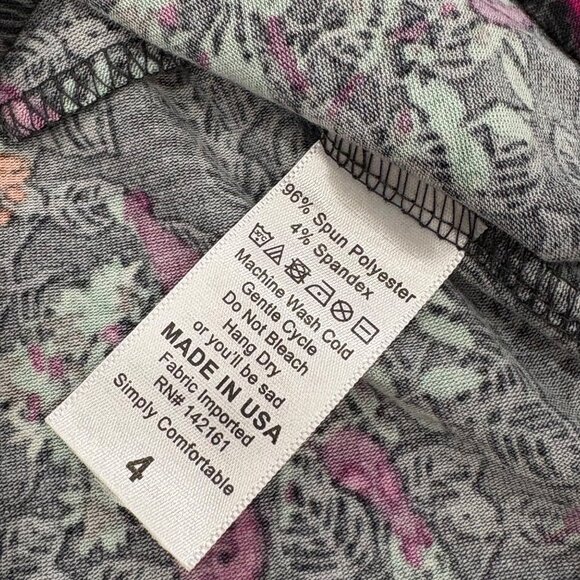 96% Spun Polyester
4% Spandex
Machine Wash Cold
Gentle Cycle
Do Not Bleach
Hang Dry
or you'll be sad
MADE IN USA
Fabric Imported
RN# 142161
Simply Comfortable
4